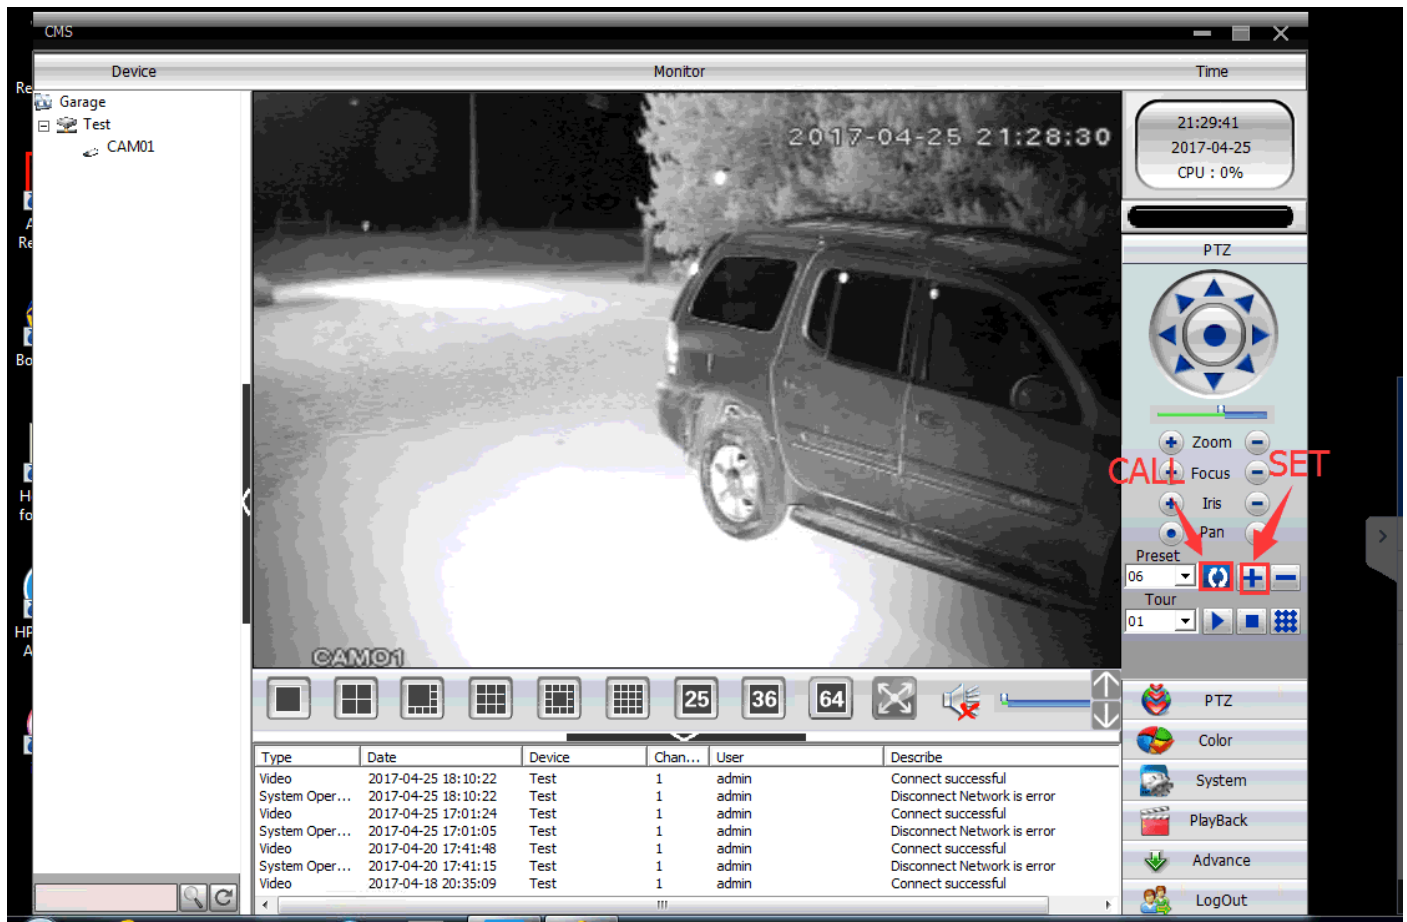 CMS
Device
Monitor
Time
Re
Garage
Test
CAM01
2017-04-25 21:28:30
21:29:41
2017-04-25
CPU : 0%
A
Re
PTZ
Bo
Zoom
CALL
Focus
SET
Iris
Pan
H
fo
Preset
06
Tour
01
HP
A
CAM01
25
36
64
PTZ
Color
System
PlayBack
Advance
LogOut
Type Date Device Chan... User Describe
Video 2017-04-25 18:10:22 Test 1 admin Connect successful
System Oper... 2017-04-25 18:10:22 Test 1 admin Disconnect Network is error
Video 2017-04-25 17:01:24 Test 1 admin Connect successful
System Oper... 2017-04-25 17:01:05 Test 1 admin Disconnect Network is error
Video 2017-04-20 17:41:48 Test 1 admin Connect successful
System Oper... 2017-04-20 17:41:15 Test 1 admin Disconnect Network is error
Video 2017-04-18 20:35:09 Test 1 admin Connect successful